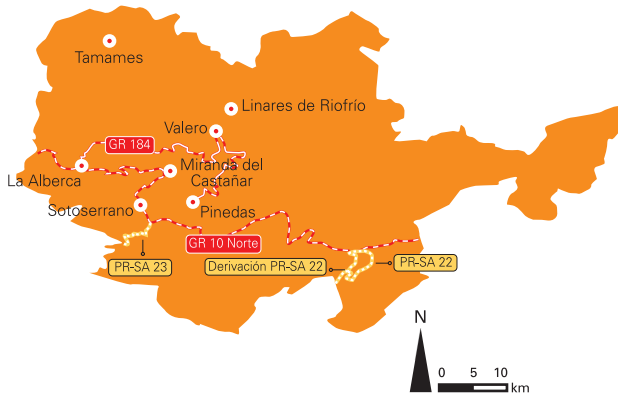 Tamames
Linares de Riofrío
Valero
GR 184
La Alberca
Miranda del
Castañar
Sotoserrano
Pinedas
GR 10 Norte
PR-SA 23
Derivación PR-SA 22
PR-SA 22
N
0 5 10
km